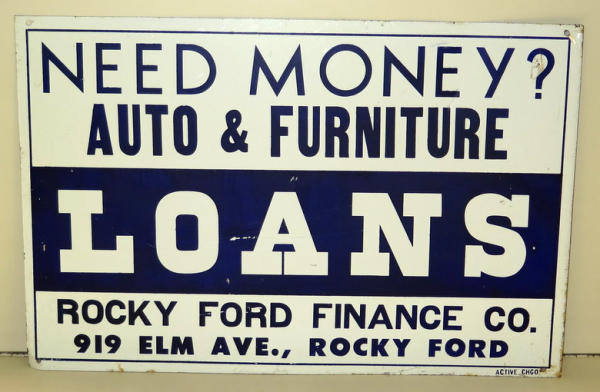 NEED MONEY?
AUTO & FURNITURE
LOANS
ROCKY FORD FINANCE CO.
919 ELM AVE., ROCKY FORD
ACTIVE CHGO